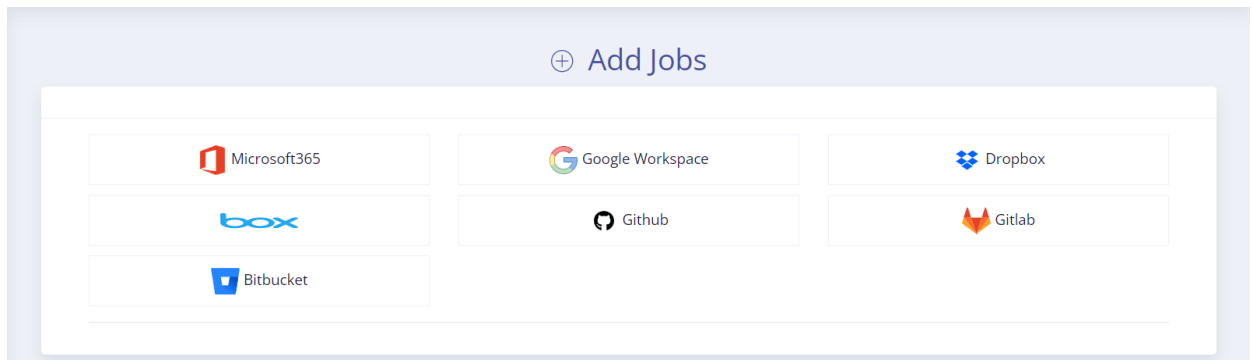 Add Jobs
Microsoft365
Google Workspace
Dropbox
box
Github
Gitlab
Bitbucket